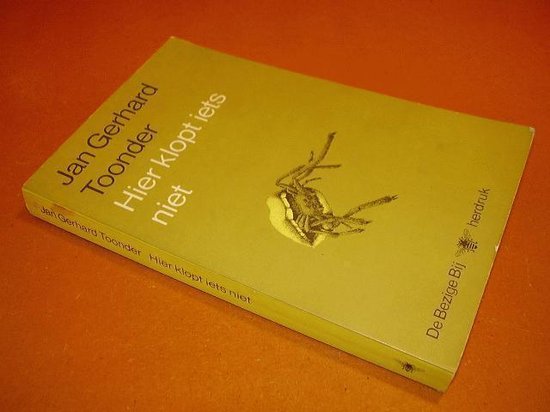 Jan Gerhard
Toonder
Hier klopt iets
niet
De Bezige Bij herdruk
Jan Gerhard Toonder Hier klopt iets niet